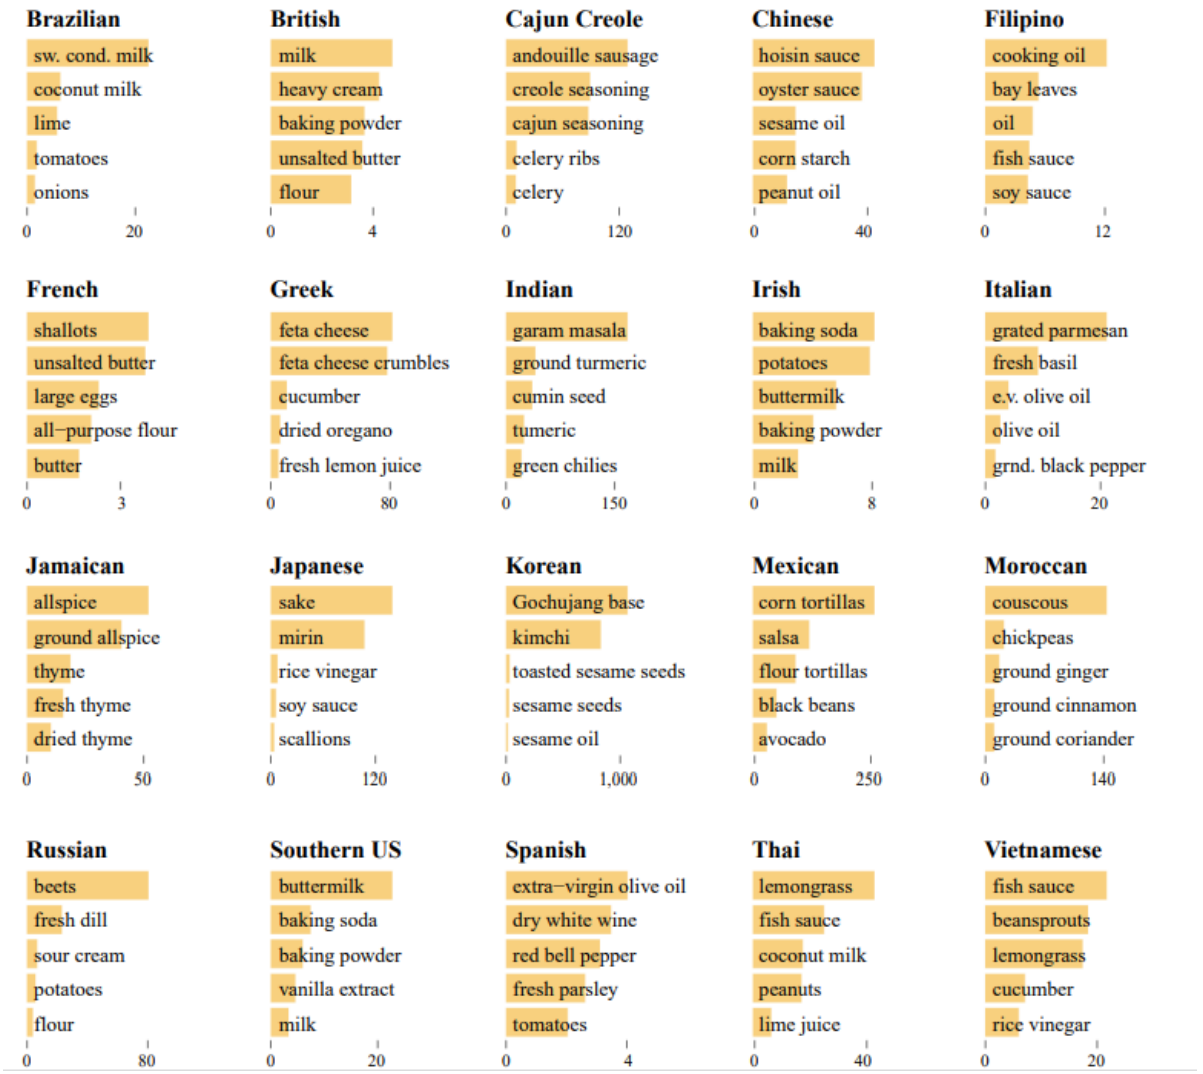 Brazilian
sw. cond. milk
coconut milk
lime
tomatoes
onions
0 20
British
milk
heavy cream
baking powder
unsalted butter
flour
0 4
Cajun Creole
andouille sausage
creole seasoning
cajun seasoning
celery ribs
celery
0 120
Chinese
hoisin sauce
oyster sauce
sesame oil
corn starch
peanut oil
0 40
Filipino
cooking oil
bay leaves
oil
fish sauce
soy sauce
0 12
French
shallots
unsalted butter
large eggs
all−purpose flour
butter
0 3
Greek
feta cheese
feta cheese crumbles
cucumber
dried oregano
fresh lemon juice
0 80
Indian
garam masala
ground turmeric
cumin seed
tumeric
green chilies
0 150
Irish
baking soda
potatoes
buttermilk
baking powder
milk
0 8
Italian
grated parmesan
fresh basil
e.v. olive oil
olive oil
grnd. black pepper
0 20
Jamaican
allspice
ground allspice
thyme
fresh thyme
dried thyme
0 50
Japanese
sake
mirin
rice vinegar
soy sauce
scallions
0 120
Korean
Gochujang base
kimchi
toasted sesame seeds
sesame seeds
sesame oil
0 1,000
Mexican
corn tortillas
salsa
flour tortillas
black beans
avocado
0 250
Moroccan
couscous
chickpeas
ground ginger
ground cinnamon
ground coriander
0 140
Russian
beets
fresh dill
sour cream
potatoes
flour
0 80
Southern US
buttermilk
baking soda
baking powder
vanilla extract
milk
0 20
Spanish
extra−virgin olive oil
dry white wine
red bell pepper
fresh parsley
tomatoes
0 4
Thai
lemongrass
fish sauce
coconut milk
peanuts
lime juice
0 40
Vietnamese
fish sauce
beansprouts
lemongrass
cucumber
rice vinegar
0 20